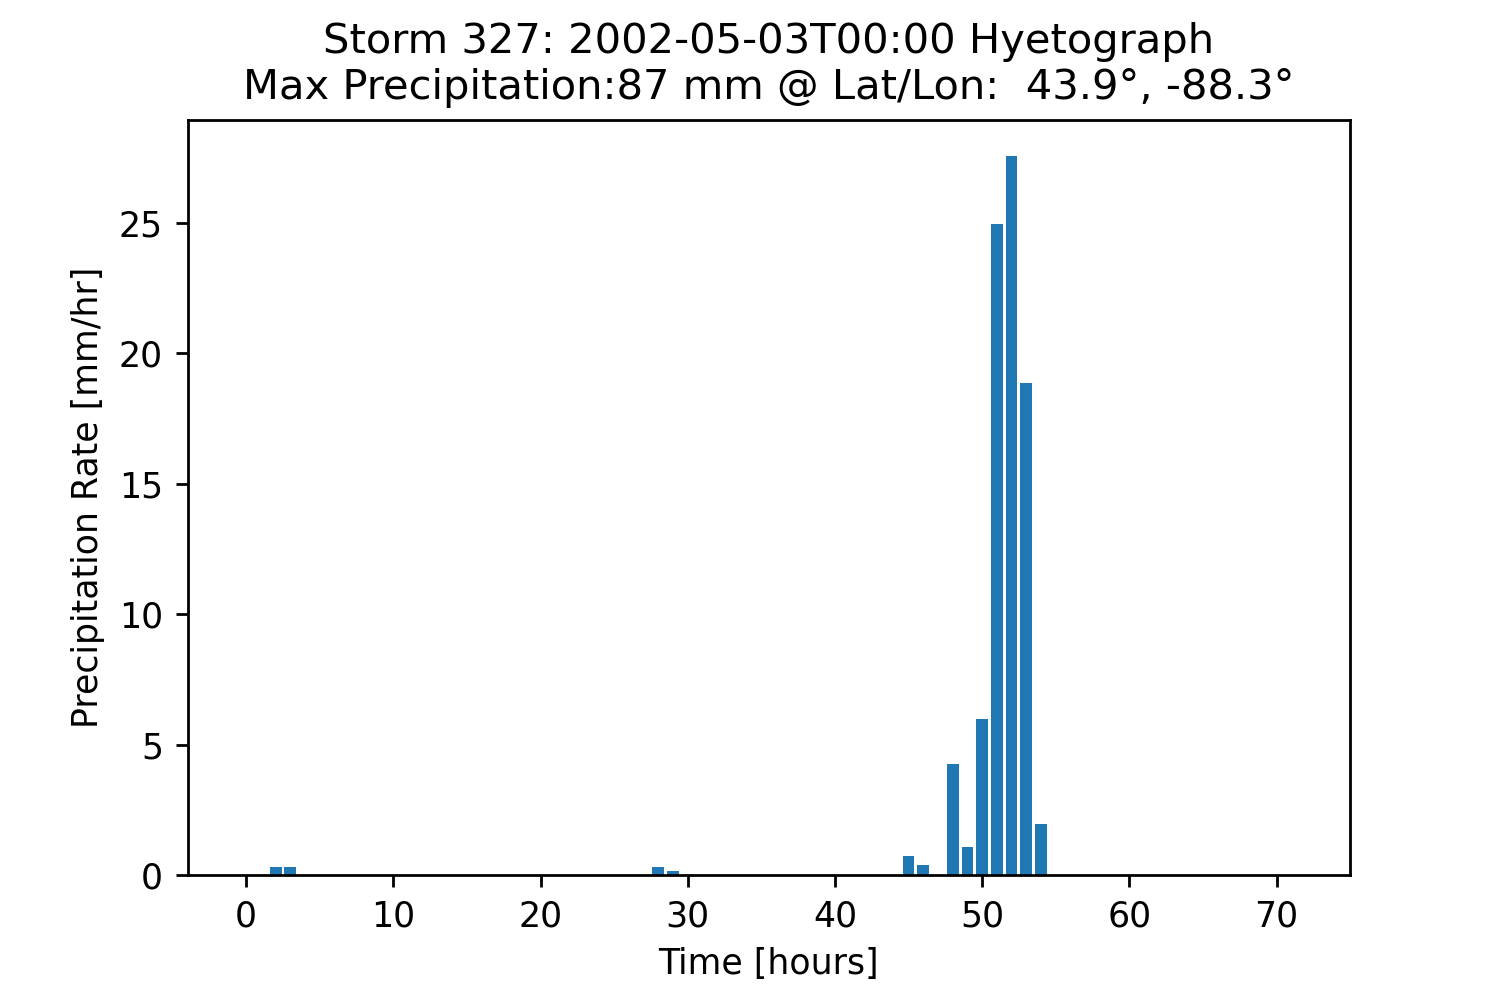 Storm 327: 2002-05-03T00:00 Hyetograph
Max Precipitation:87 mm @ Lat/Lon:  43.9°, -88.3°
Precipitation Rate [mm/hr]
25
20
15
10
5
0
0 10 20 30 40 50 60 70
Time [hours]